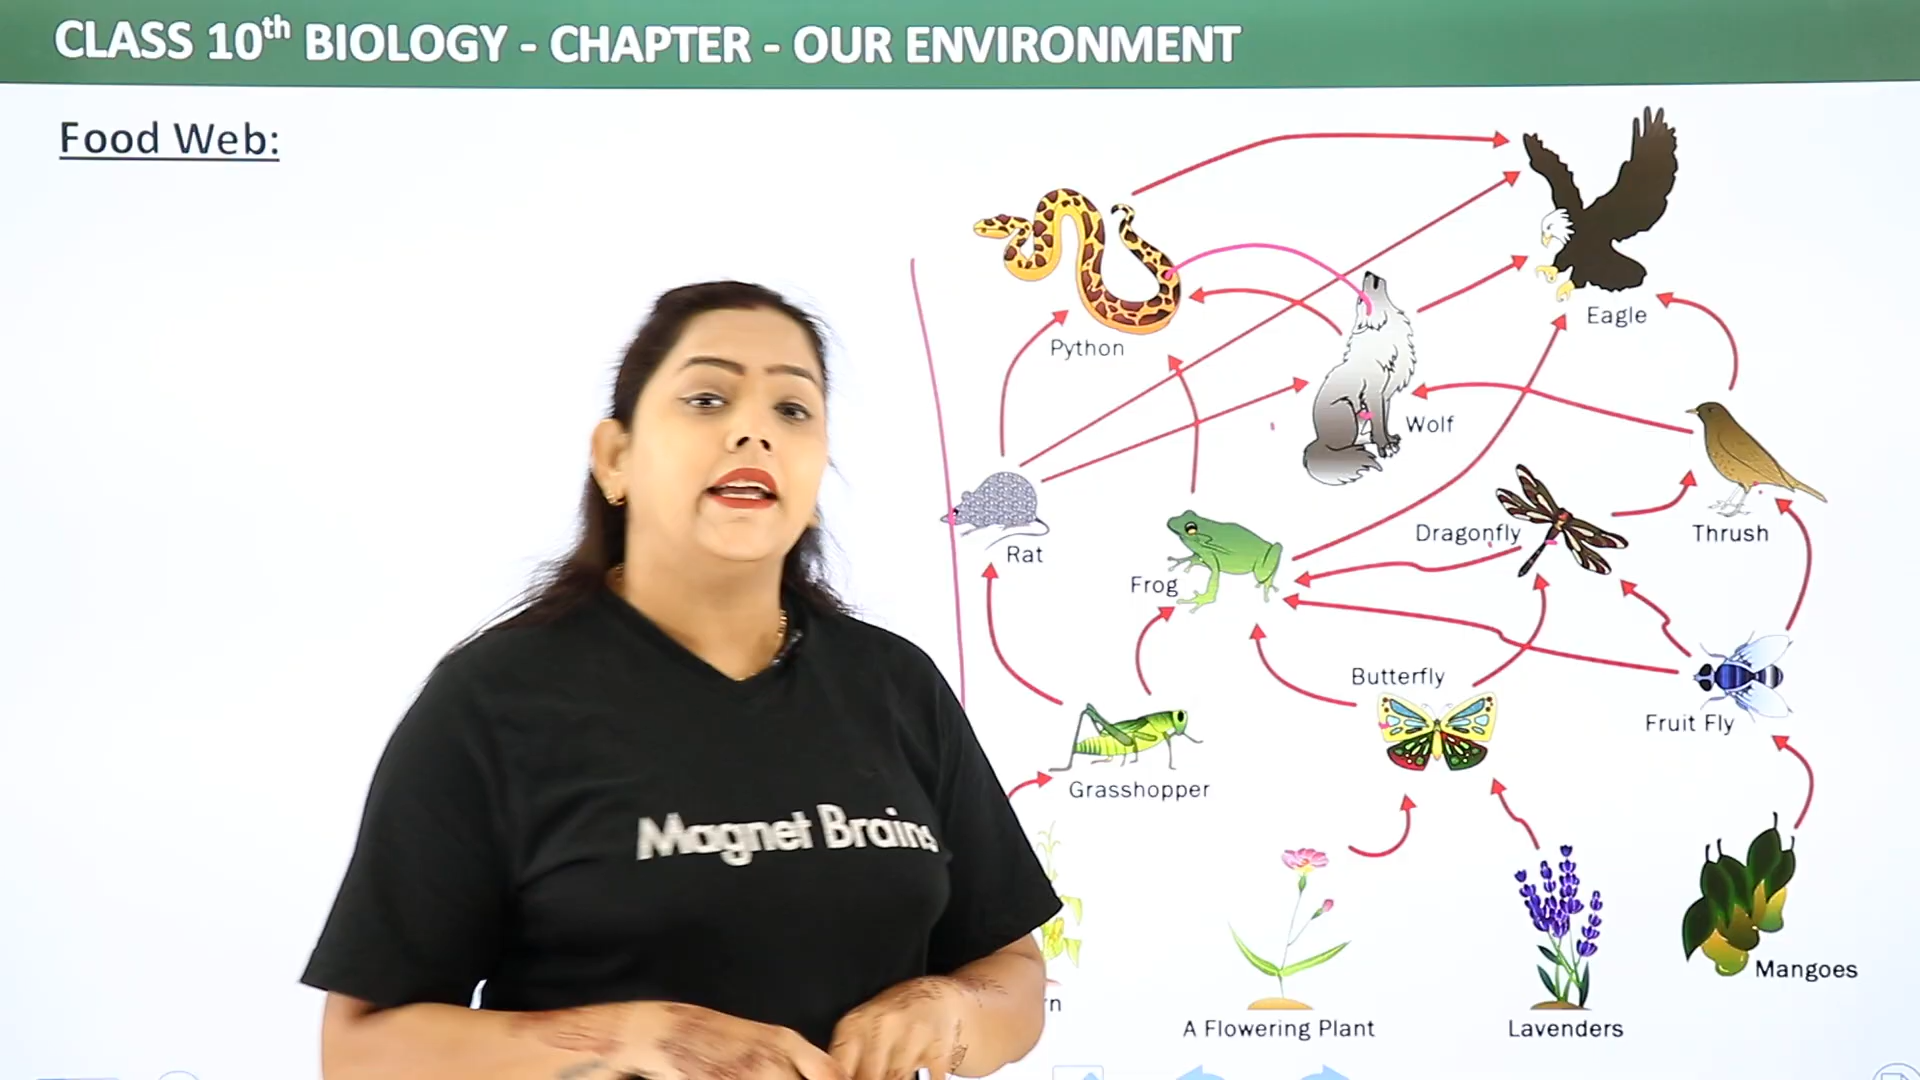 CLASS 10th BIOLOGY - CHAPTER - OUR ENVIRONMENT
Food Web:
Eagle
Python
Wolf
Dragonfly
Thrush
Rat
Frog
Butterfly
Fruit Fly
Grasshopper
Magnet Brains
Mangoes
rn
A Flowering Plant
Lavenders